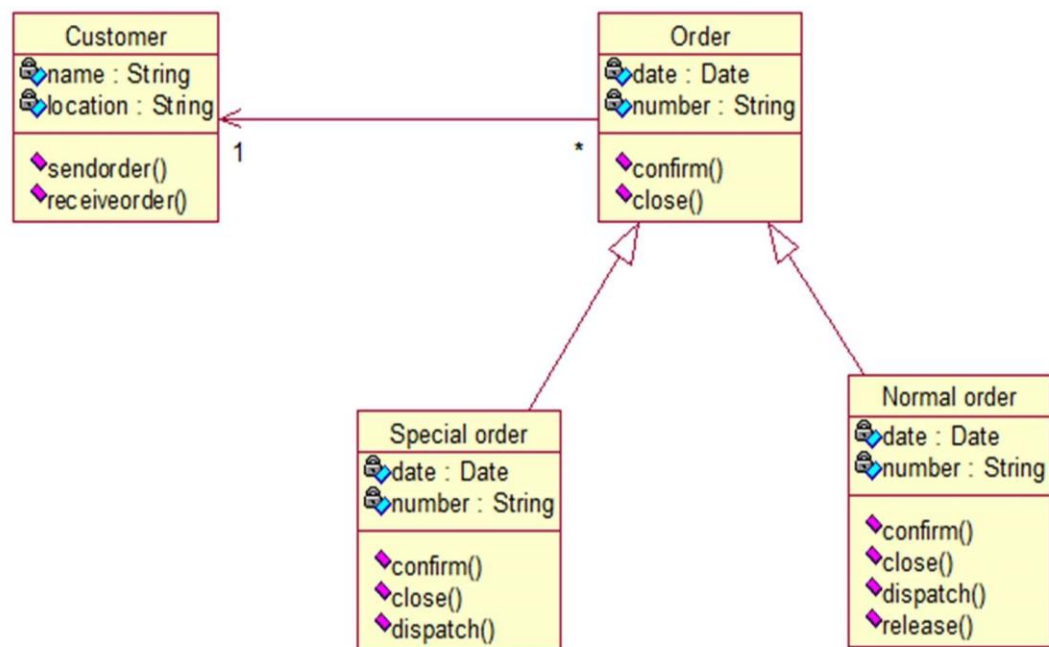 Customer
name : String
location : String
sendorder()
receiveorder()
1
*
Order
date : Date
number : String
confirm()
close()
Special order
date : Date
number : String
confirm()
close()
dispatch()
Normal order
date : Date
number : String
confirm()
close()
dispatch()
release()